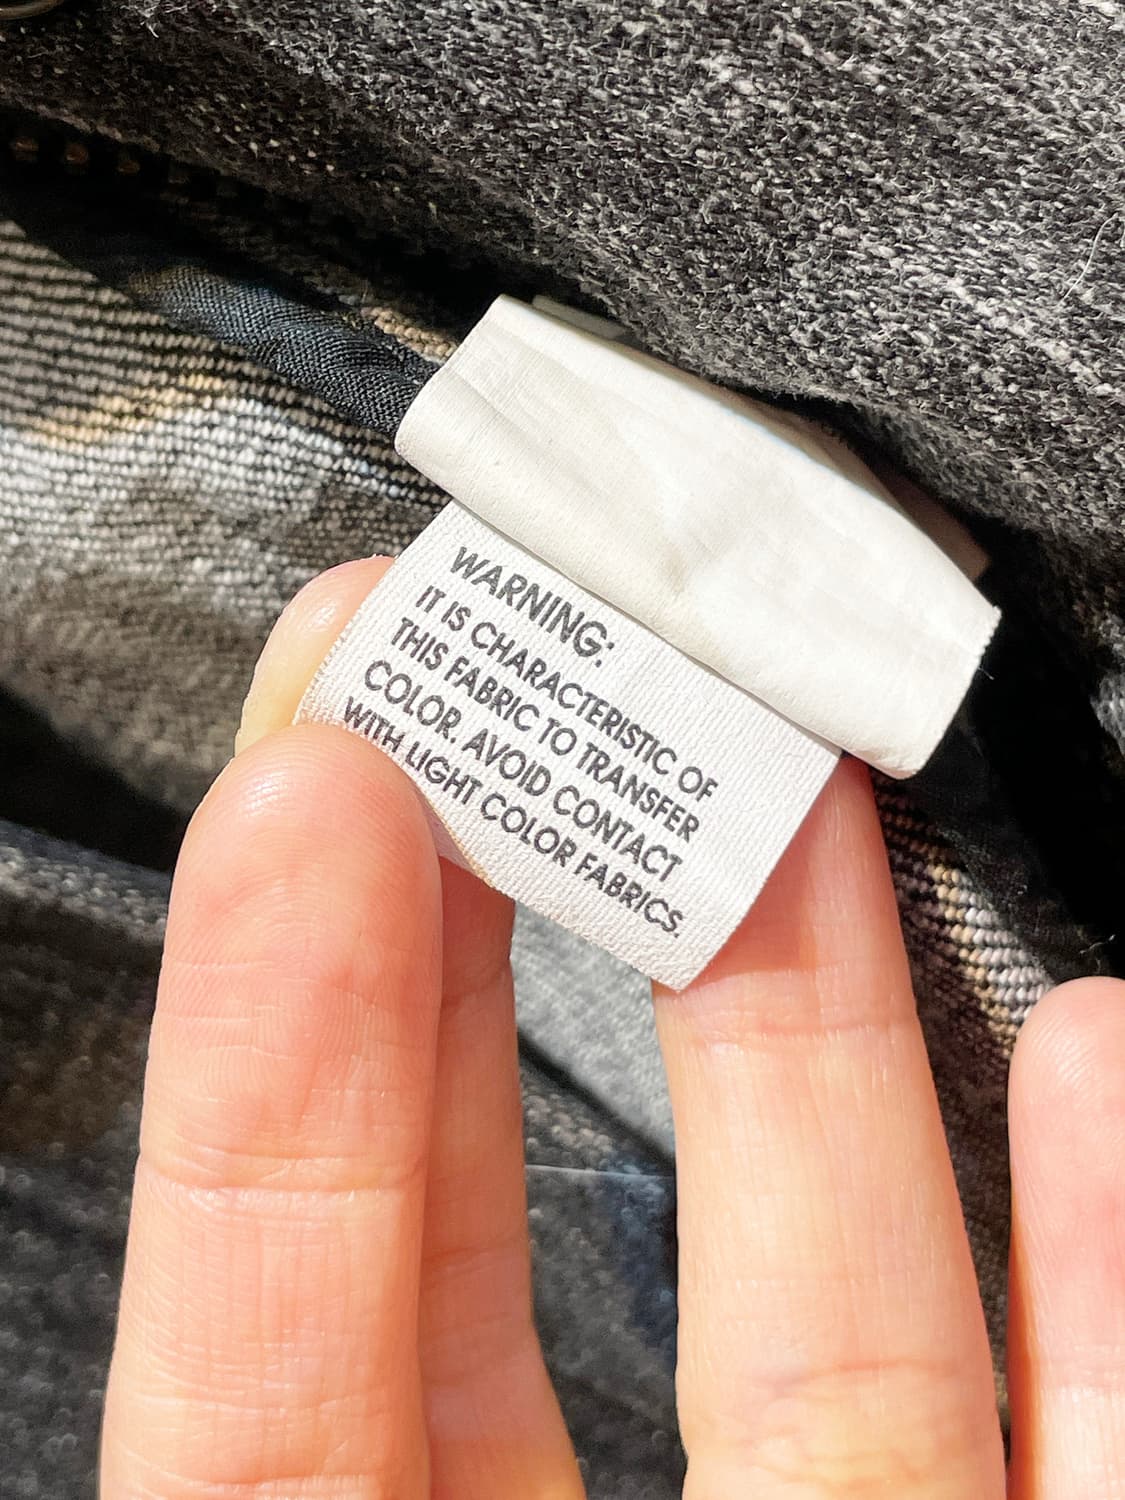 WARNING:
IT IS CHARACTERISTIC OF
THIS FABRIC TO TRANSFER
COLOR. AVOID CONTACT
WITH LIGHT COLOR FABRICS.